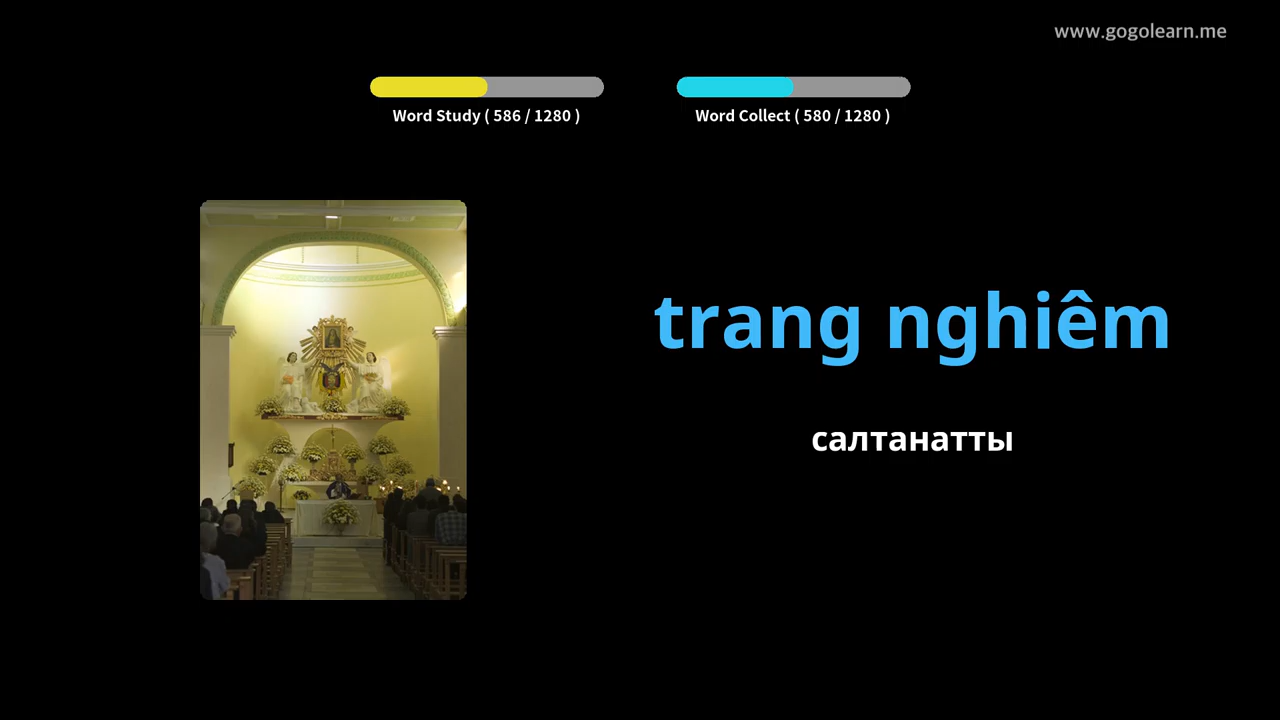 www.gogolearn.me
Word Study ( 586 / 1280 )
Word Collect ( 580 / 1280 )
trang nghiêm
салтанатты